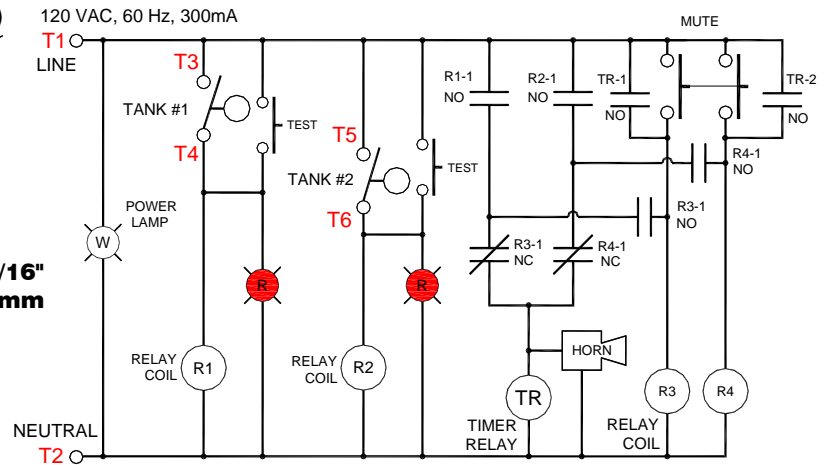 120 VAC, 60 Hz, 300mA
T1
LINE
MUTE
T3
TANK #1
T4
TEST
T5
TANK #2
T6
TEST
R1-1
NO
R2-1
NO
TR-1
NO
TR-2
NO
R4-1
NO
R3-1
NO
POWER
LAMP
W
R3-1
NC
R4-1
NC
/16"
mm
R
R
RELAY
COIL
R1
RELAY
COIL
R2
HORN
TR
TIMER
RELAY
R3
RELAY
COIL
R4
NEUTRAL
T2